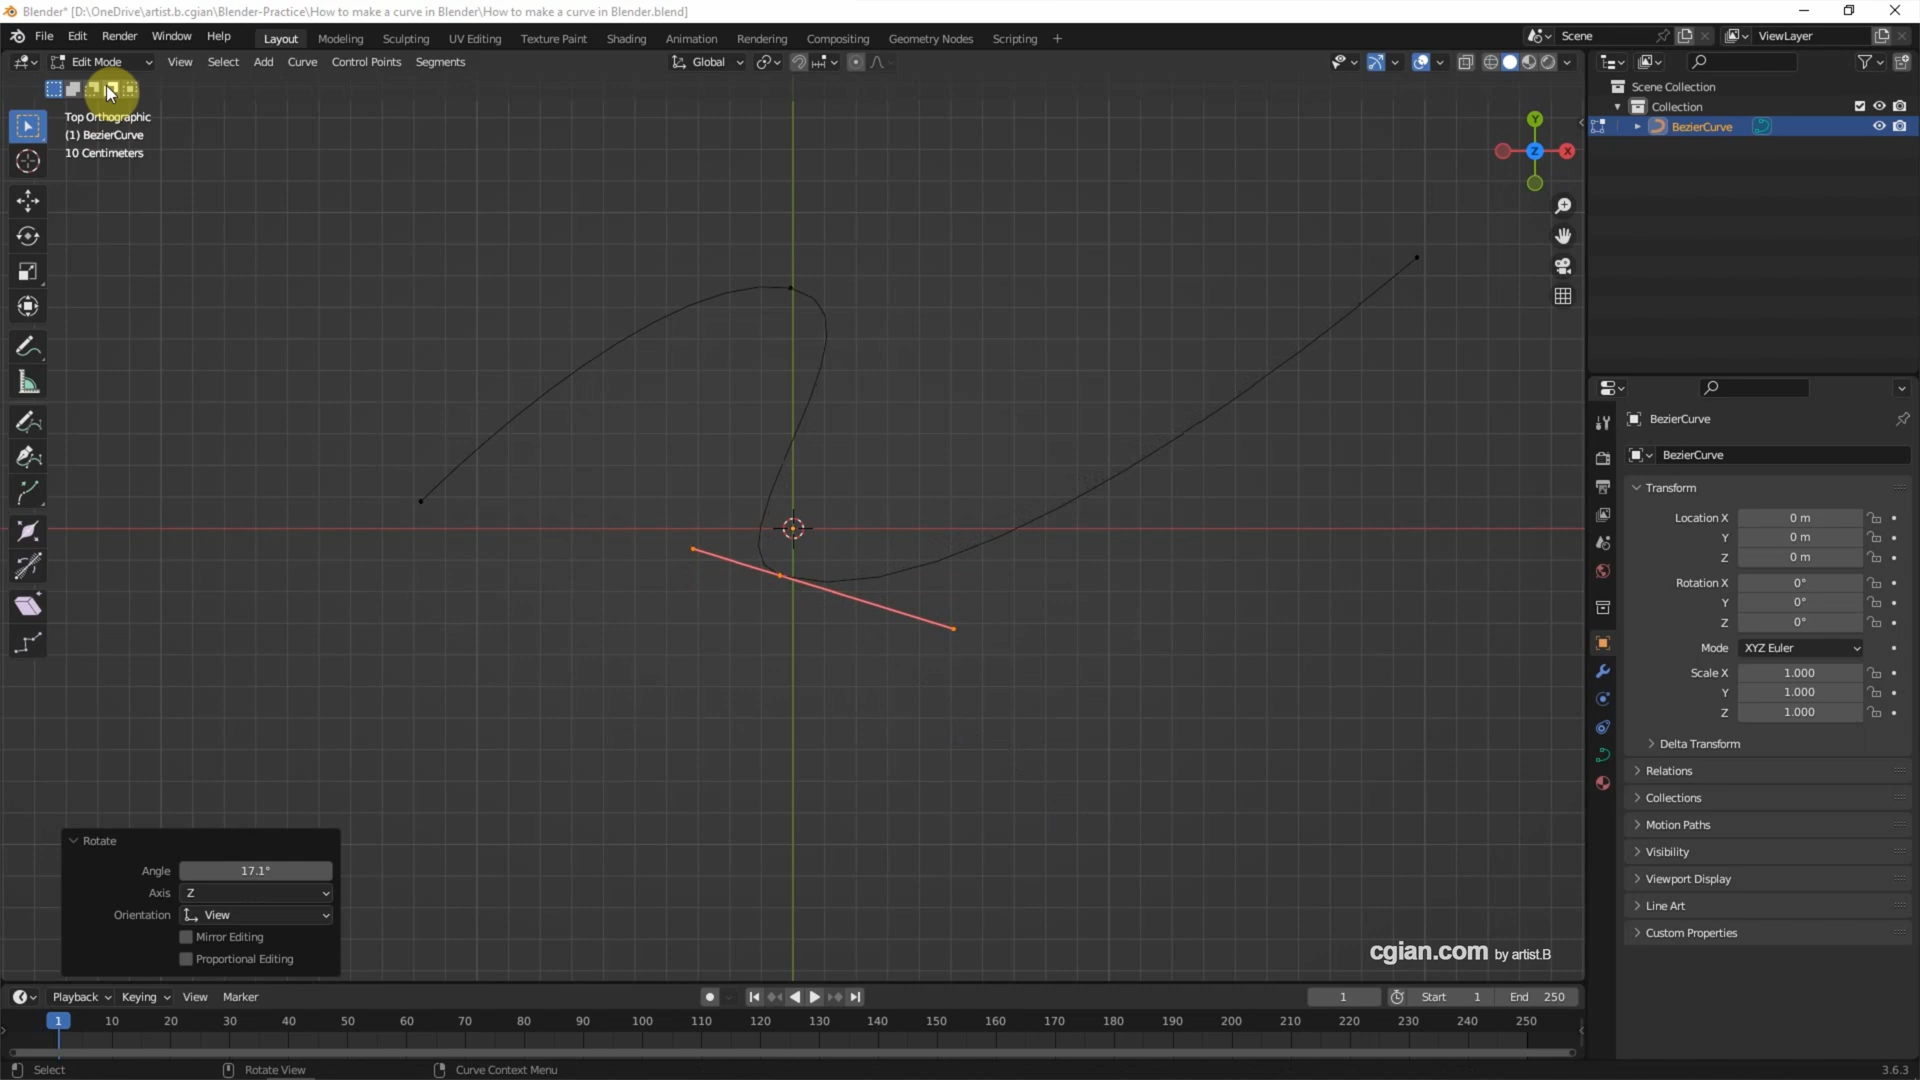 Blender* [D:\OneDrive\artist.b.cgian\Blender-Practice\How to make a curve in Blender\How to make a curve in Blender.blend]
File Edit Render Window Help Layout Modeling Sculpting UV Editing Texture Paint Shading Animation Rendering Compositing Geometry Nodes Scripting + Scene ViewLayer
Edit Mode View Select Add Curve Control Points Segments Global
Top Orthographic
(1) BezierCurve
10 Centimeters
Y
X
Z
Scene Collection
Collection
BezierCurve
BezierCurve
BezierCurve
Transform
Location X 0 m
Y 0 m
Z 0 m
Rotation X 0°
Y 0°
Z 0°
Mode XYZ Euler
Scale X 1.000
Y 1.000
Z 1.000
Delta Transform
Relations
Collections
Motion Paths
Visibility
Viewport Display
Line Art
Custom Properties
Rotate
Angle 17.1°
Axis Z
Orientation View
Mirror Editing
Proportional Editing
cgian.com by artist.B
Playback Keying View Marker 1 Start 1 End 250
1 10 20 30 40 50 60 70 80 90 100 110 120 130 140 150 160 170 180 190 200 210 220 230 240 250
Select Rotate View Curve Context Menu 3.6.3